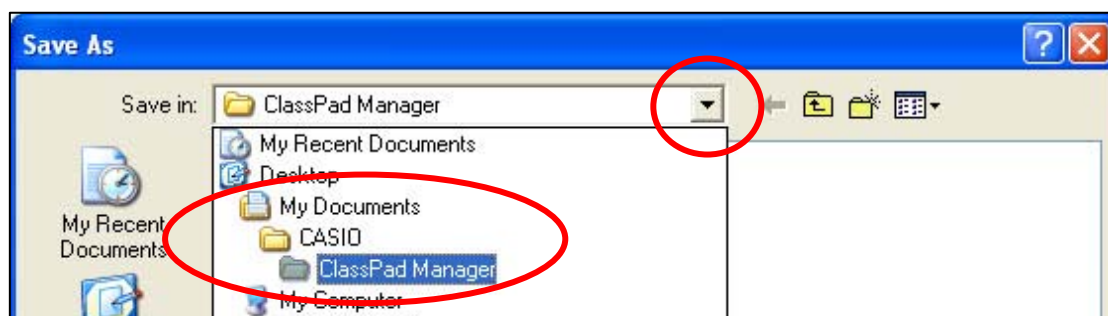 Save As
Save in: ClassPad Manager
My Recent Documents
Desktop
My Documents
CASIO
ClassPad Manager
My Computer
My Recent
Documents